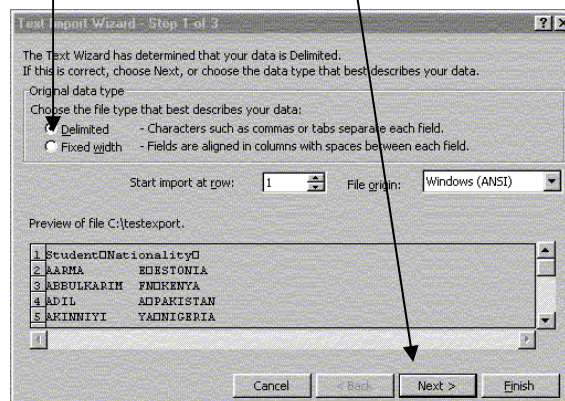 Text Import Wizard - Step 1 of 3
The Text Wizard has determined that your data is Delimited.
If this is correct, choose Next, or choose the data type that best describes your data.
Original data type
Choose the file type that best describes your data:
Delimited - Characters such as commas or tabs separate each field.
Fixed width - Fields are aligned in columns with spaces between each field.
Start import at row: 1 File origin: Windows (ANSI)
Preview of file C:\testexport.
1 Student□Nationality□
2 AARMA E□ESTONIA
3 ABBULKARIM FN□KENYA
4 ADIL A□PAKISTAN
5 AKINNIYI YA□NIGERIA
Cancel < Back Next > Finish